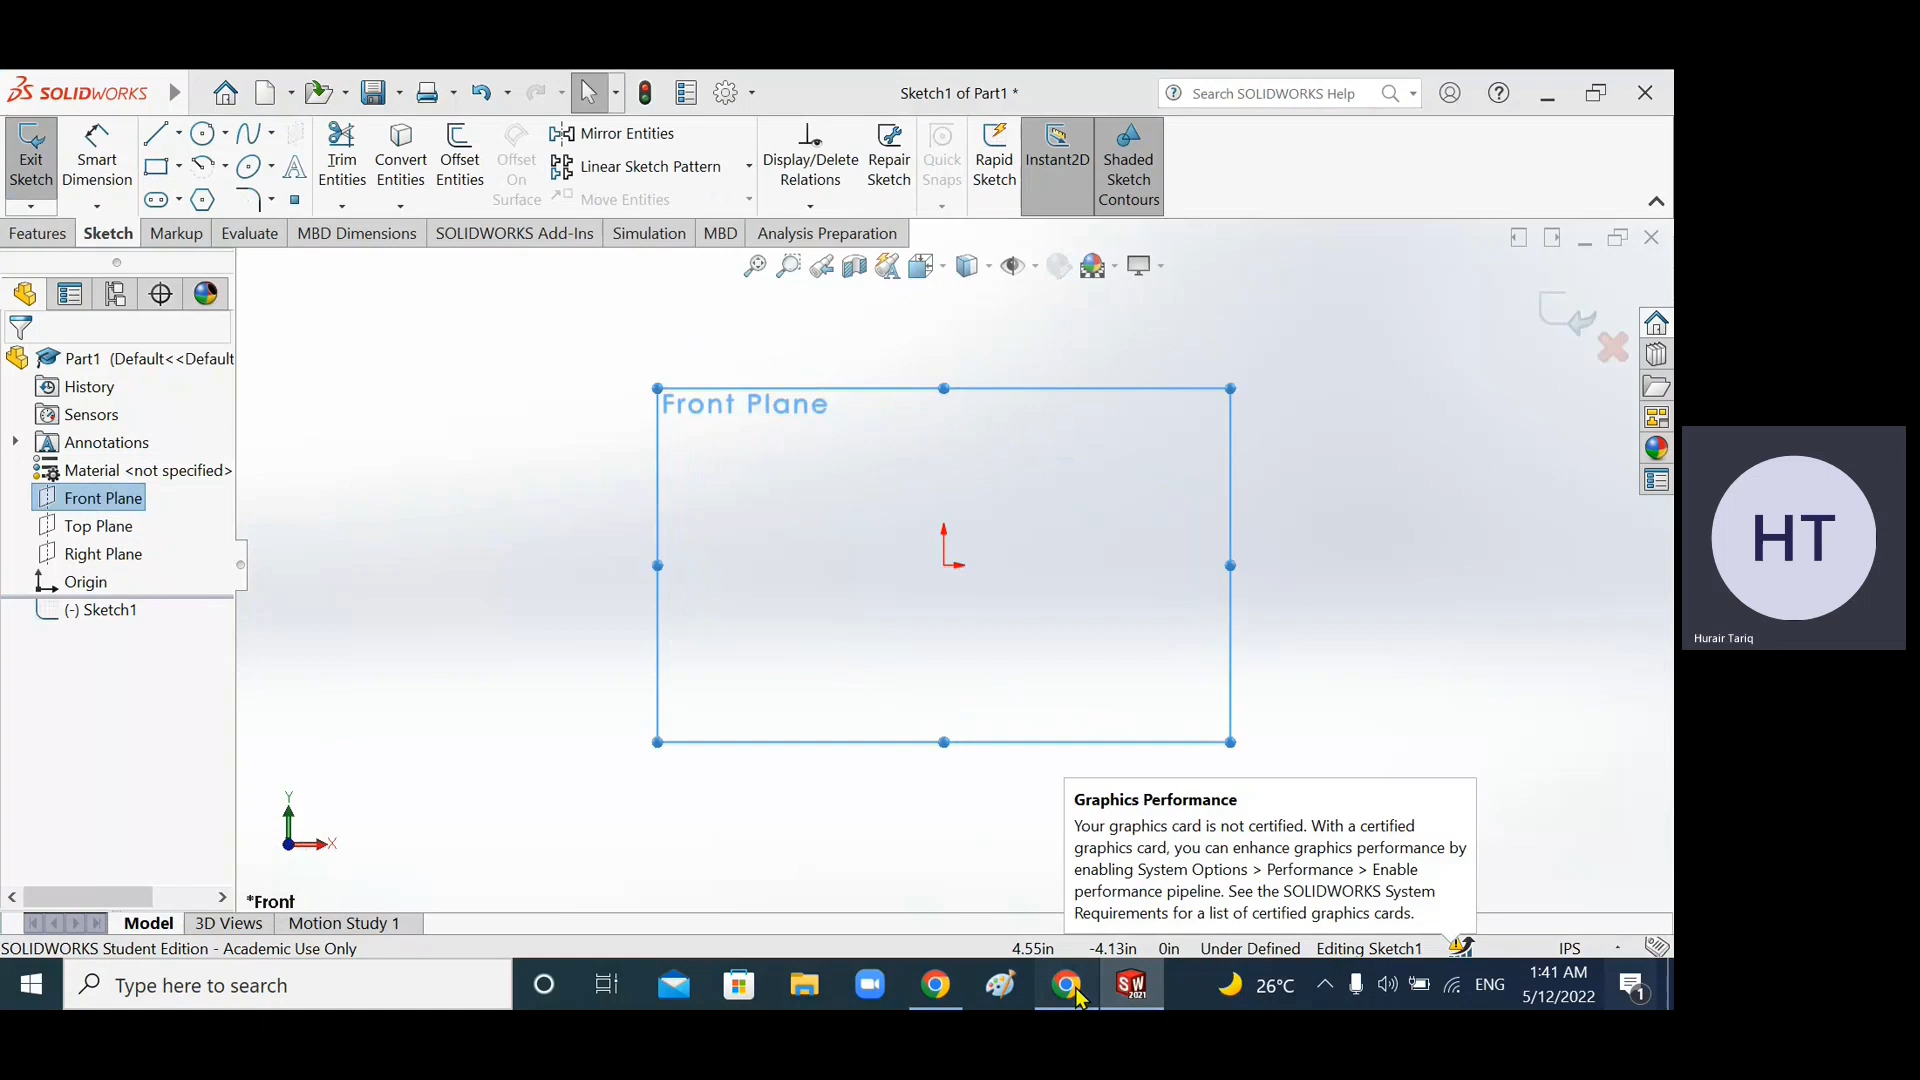 SOLIDWORKS
Sketch1 of Part1 *
Search SOLIDWORKS Help
Exit Sketch
Smart Dimension
Trim Entities
Convert Entities
Offset Entities
Offset On Surface
Mirror Entities
Linear Sketch Pattern
Move Entities
Display/Delete Relations
Repair Sketch
Quick Snaps
Rapid Sketch
Instant2D
Shaded Sketch Contours
Features
Sketch
Markup
Evaluate
MBD Dimensions
SOLIDWORKS Add-Ins
Simulation
MBD
Analysis Preparation
Part1 (Default<<Default
History
Sensors
Annotations
Material <not specified>
Front Plane
Top Plane
Right Plane
Origin
(-) Sketch1
Front Plane
Y
X
*Front
Graphics Performance
Your graphics card is not certified. With a certified
graphics card, you can enhance graphics performance by
enabling System Options > Performance > Enable
performance pipeline. See the SOLIDWORKS System
Requirements for a list of certified graphics cards.
HT
Hurair Tariq
Model
3D Views
Motion Study 1
SOLIDWORKS Student Edition - Academic Use Only
4.55in
-4.13in
0in
Under Defined
Editing Sketch1
IPS
Type here to search
SW
2021
26°C
ENG
1:41 AM
5/12/2022
1